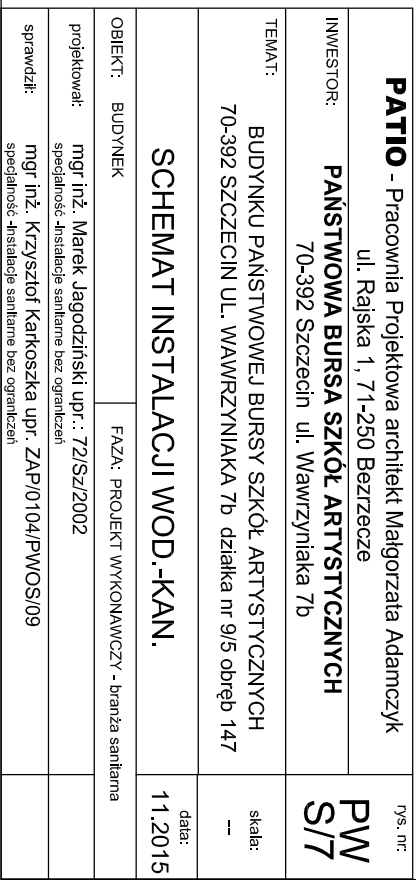 PATIO - Pracownia Projektowa architekt Małgorzata Adamczyk
ul. Rajska 1, 71-250 Bezrzecze
rys. nr:
PW
S/7
INWESTOR: PAŃSTWOWA BURSA SZKÓŁ ARTYSTYCZNYCH
70-392 Szczecin ul. Wawrzyniaka 7b
TEMAT:
BUDYNKU PAŃSTWOWEJ BURSY SZKÓŁ ARTYSTYCZNYCH
70-392 SZCZECIN UL. WAWRZYNIAKA 7b działka nr 9/5 obręb 147
skala:
--
SCHEMAT INSTALACJI WOD.-KAN.
data:
11.2015
OBIEKT: BUDYNEK
FAZA: PROJEKT WYKONAWCZY - branża sanitarna
projektował: mgr inż. Marek Jagodziński upr.: 72/Sz/2002
specjalność -Instalacje sanitarne bez ograniczeń
sprawdził: mgr inż. Krzysztof Karkoszka upr. ZAP/0104/PWOS/09
specjalność -Instalacje sanitarne bez ograniczeń